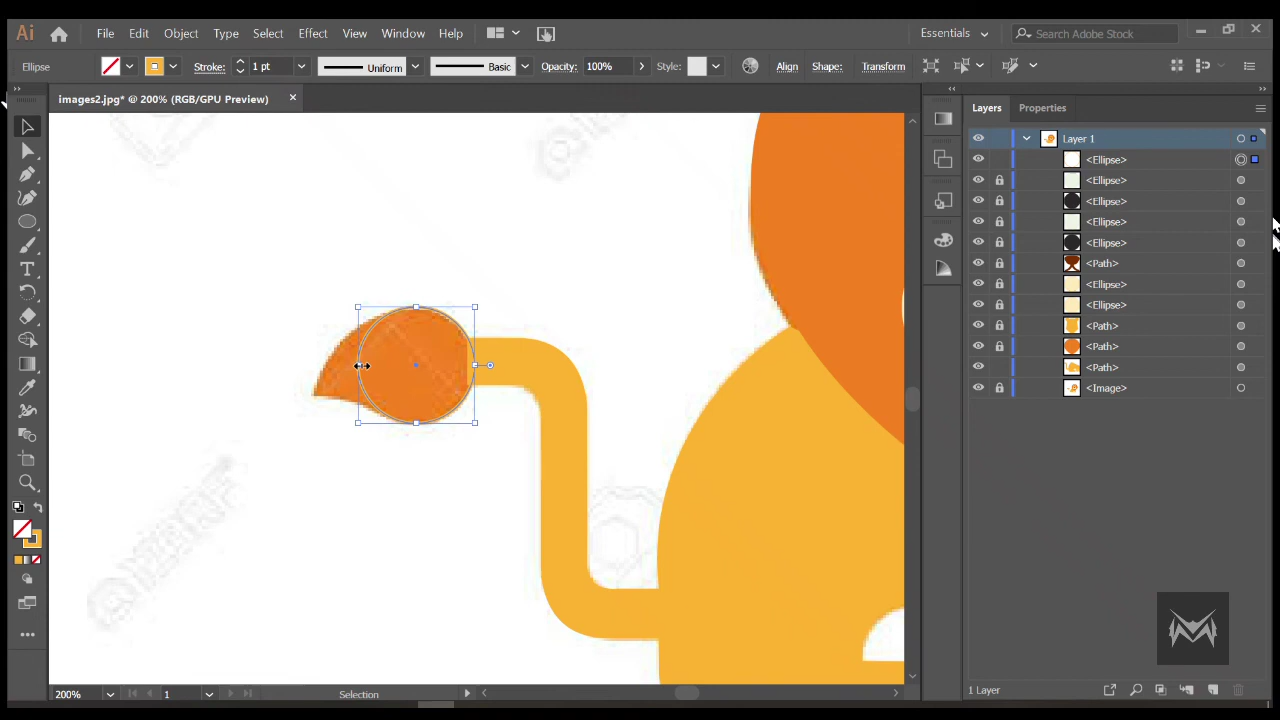 Ai File Edit Object Type Select Effect View Window Help Essentials Search Adobe Stock
Ellipse Stroke: 1 pt Uniform Basic Opacity: 100% Style: Align Shape: Transform
images2.jpg* @ 200% (RGB/GPU Preview)
Layers Properties
Layer 1
<Ellipse>
<Ellipse>
<Ellipse>
<Ellipse>
<Ellipse>
<Path>
<Ellipse>
<Ellipse>
<Path>
<Path>
<Path>
<Image>
200% 1 Selection
1 Layer